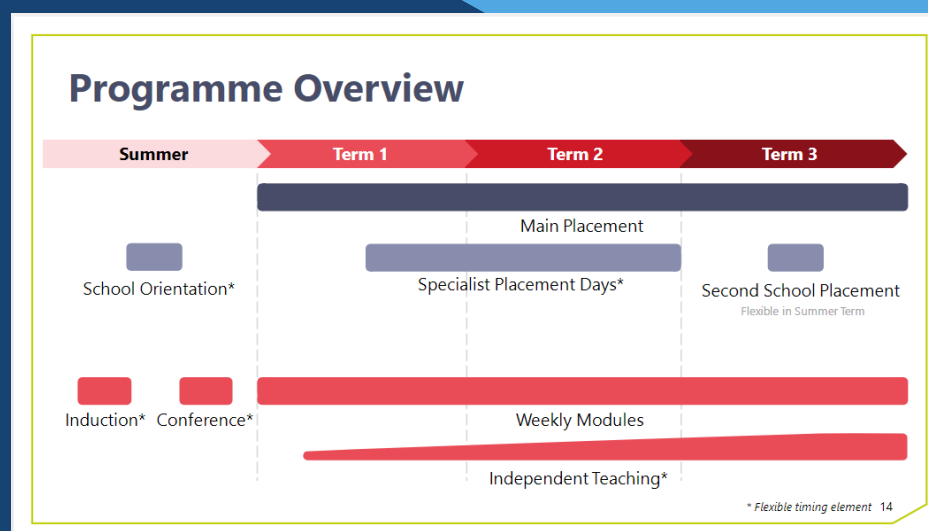 Programme Overview
Summer Term 1 Term 2 Term 3
Main Placement
School Orientation* Specialist Placement Days* Second School Placement
Flexible in Summer Term
Induction* Conference* Weekly Modules
Independent Teaching*
* Flexible timing element 14